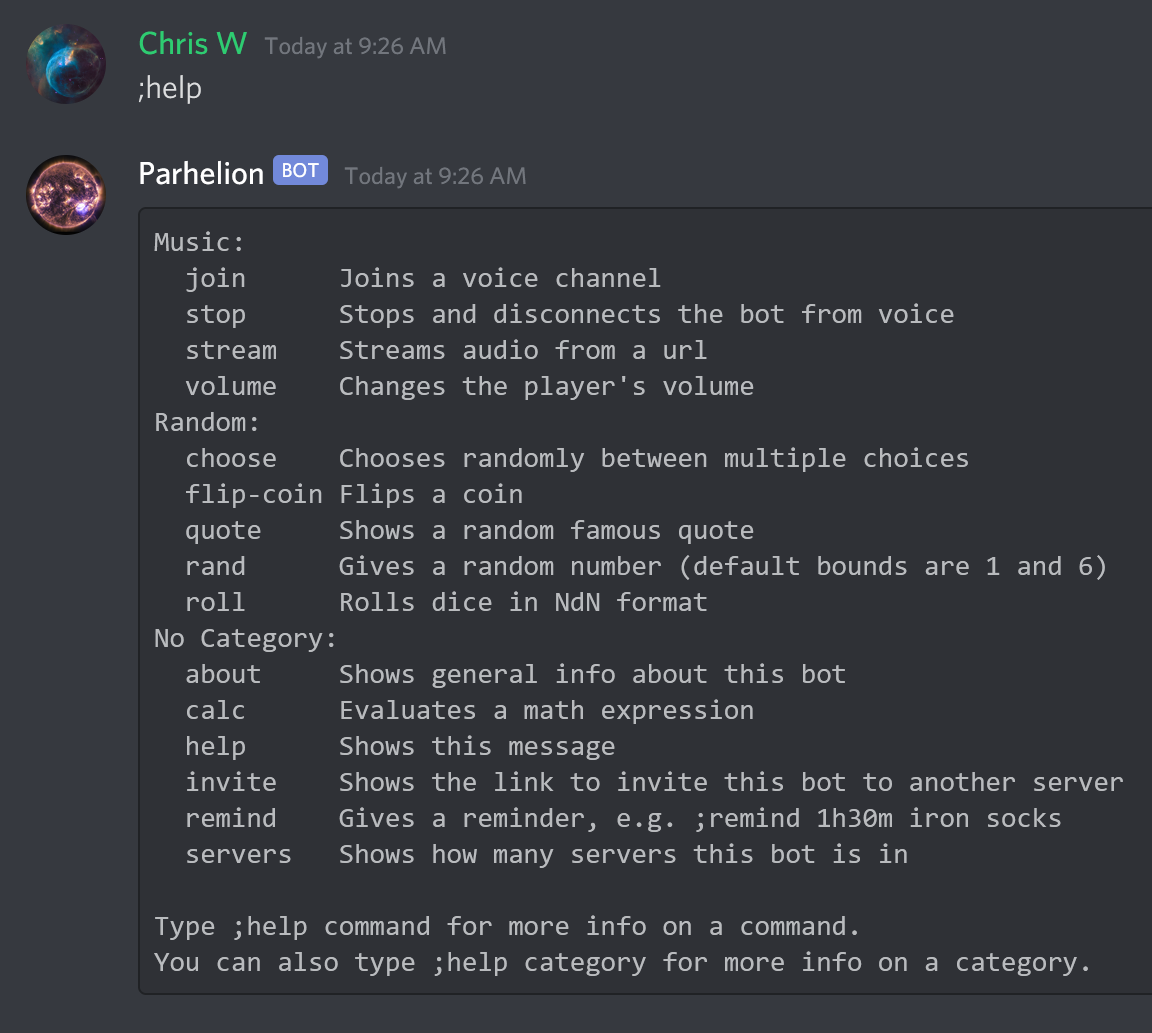 Chris W Today at 9:26 AM
;help
Parhelion BOT Today at 9:26 AM
Music:
  join      Joins a voice channel
  stop      Stops and disconnects the bot from voice
  stream    Streams audio from a url
  volume    Changes the player's volume
Random:
  choose    Chooses randomly between multiple choices
  flip-coin Flips a coin
  quote     Shows a random famous quote
  rand      Gives a random number (default bounds are 1 and 6)
  roll      Rolls dice in NdN format
No Category:
  about     Shows general info about this bot
  calc      Evaluates a math expression
  help      Shows this message
  invite    Shows the link to invite this bot to another server
  remind    Gives a reminder, e.g. ;remind 1h30m iron socks
  servers   Shows how many servers this bot is in

Type ;help command for more info on a command.
You can also type ;help category for more info on a category.